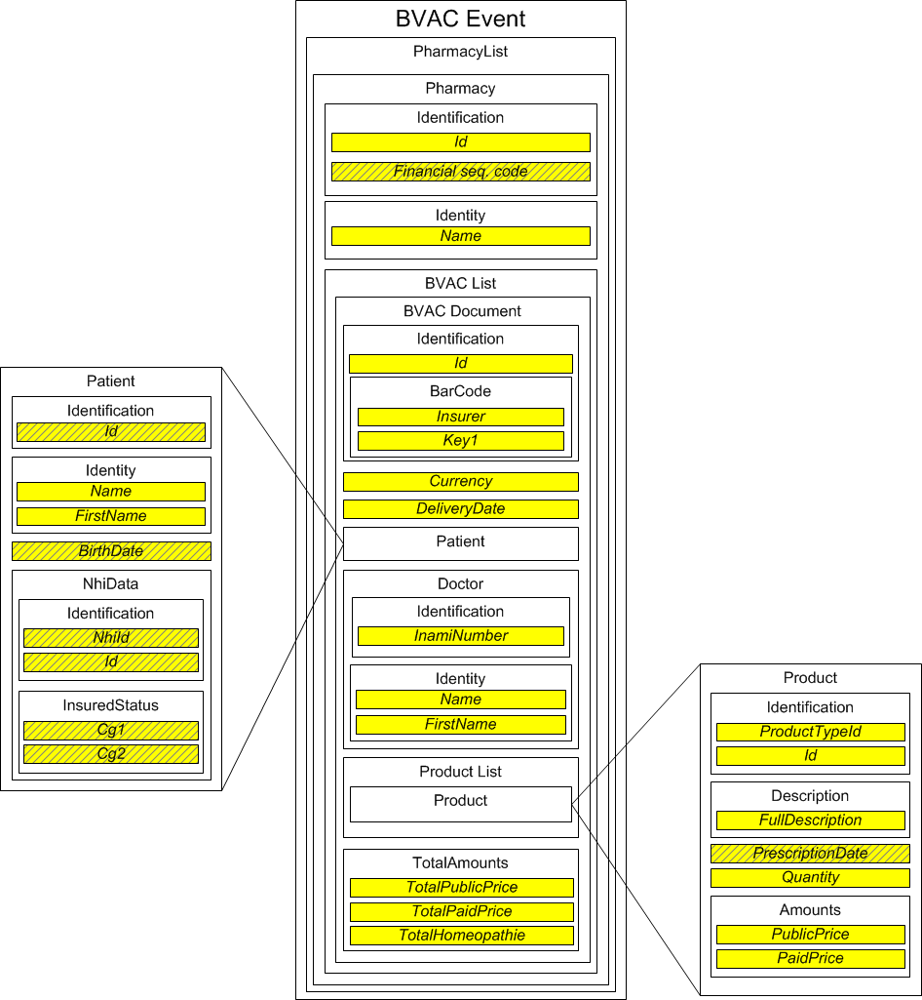 BVAC Event
PharmacyList
Pharmacy
Identification
Id
Financial seq. code
Identity
Name
BVAC List
BVAC Document
Identification
Id
BarCode
Insurer
Key1
Currency
DeliveryDate
Patient
Doctor
Identification
InamiNumber
Identity
Name
FirstName
Product List
Product
TotalAmounts
TotalPublicPrice
TotalPaidPrice
TotalHomeopathie
Patient
Identification
Id
Identity
Name
FirstName
BirthDate
NhiData
Identification
NhiId
Id
InsuredStatus
Cg1
Cg2
Product
Identification
ProductTypeId
Id
Description
FullDescription
PrescriptionDate
Quantity
Amounts
PublicPrice
PaidPrice